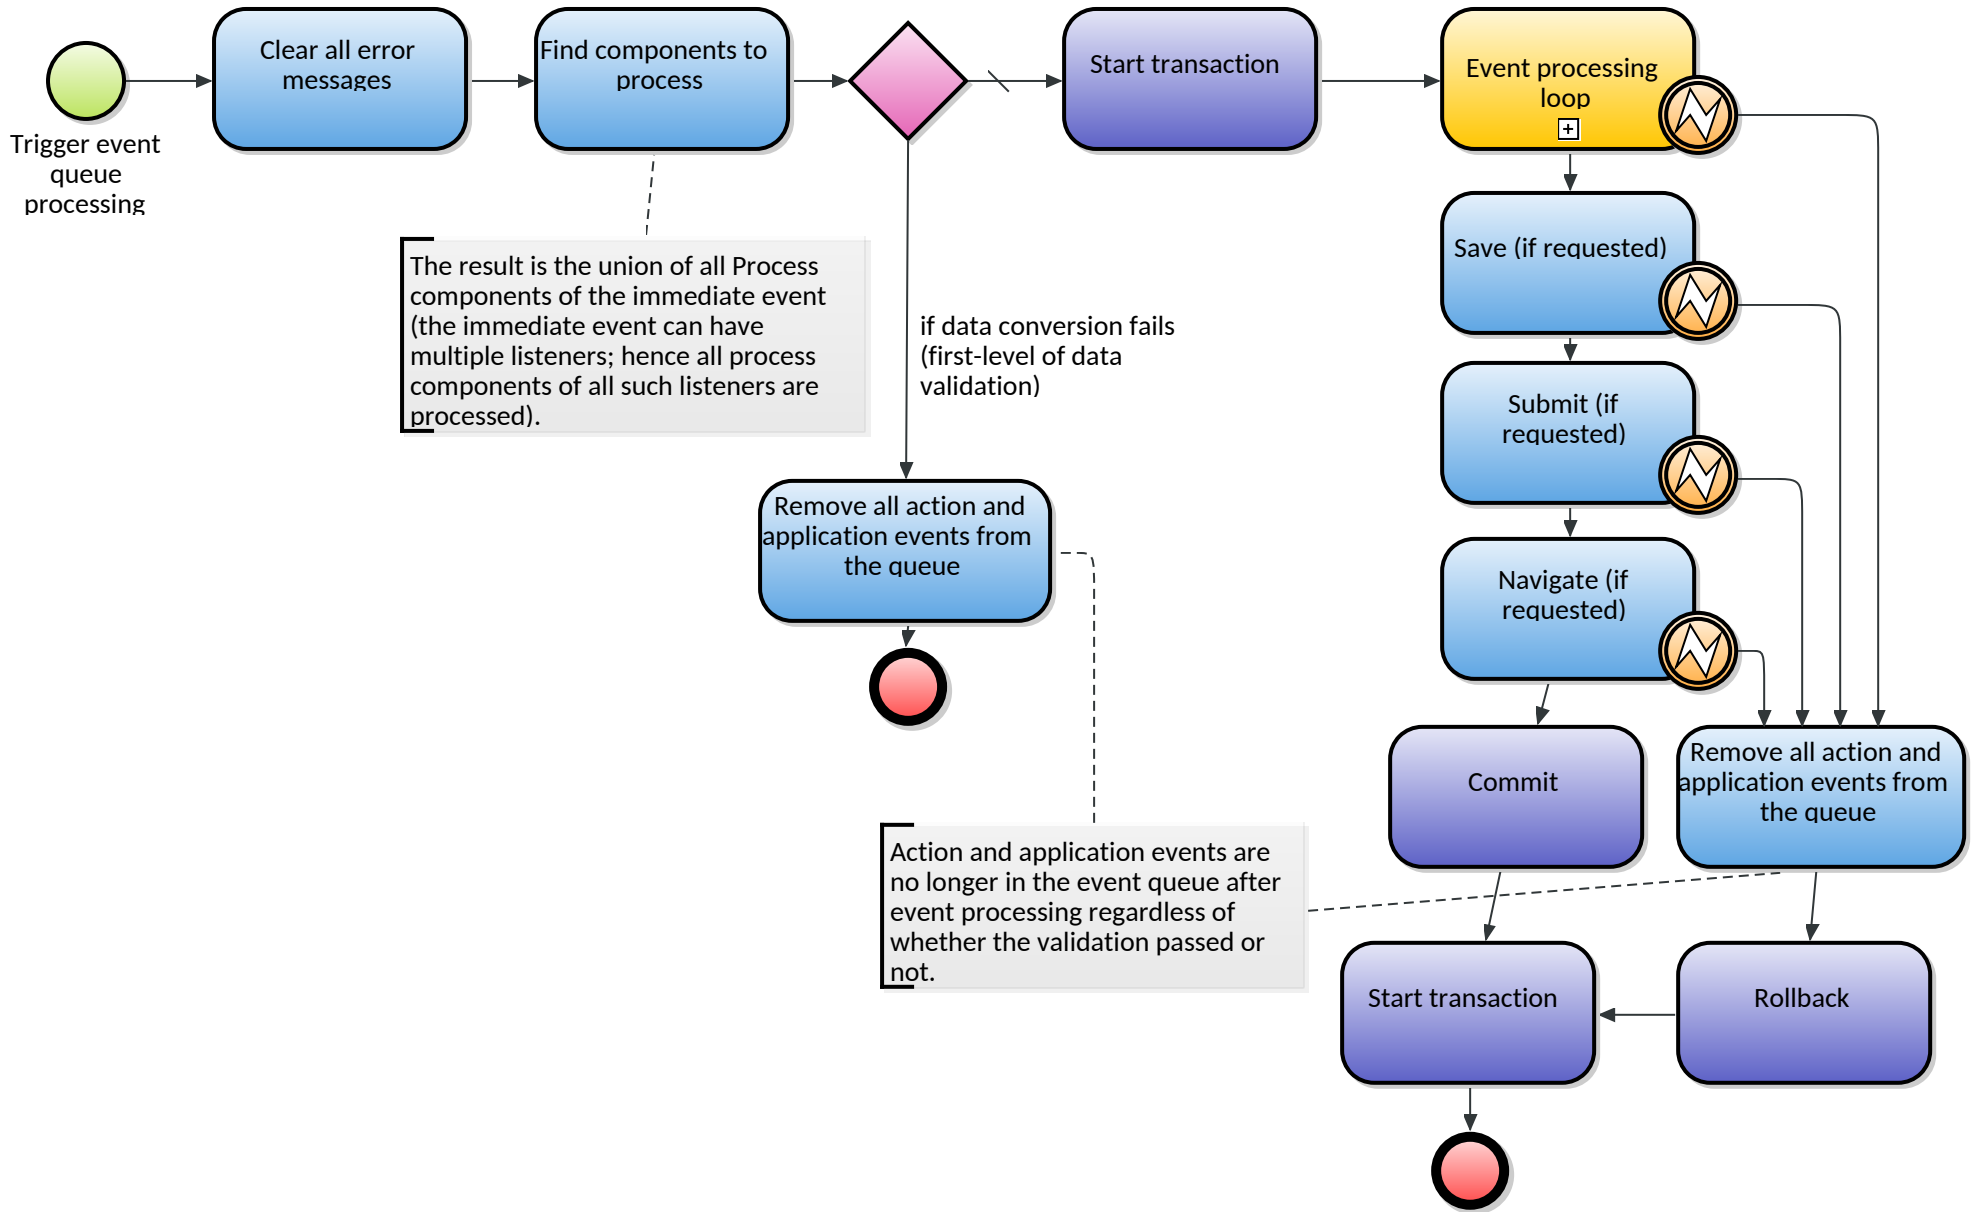 Trigger event
queue
processing
Clear all error
messages
Find components to
process
Start transaction
Event processing
loop
The result is the union of all Process
components of the immediate event
(the immediate event can have
multiple listeners; hence all process
components of all such listeners are
processed).
if data conversion fails
(first-level of data
validation)
Save (if requested)
Submit (if
requested)
Remove all action and
application events from
the queue
Navigate (if
requested)
Commit
Remove all action and
application events from
the queue
Action and application events are
no longer in the event queue after
event processing regardless of
whether the validation passed or
not.
Start transaction
Rollback